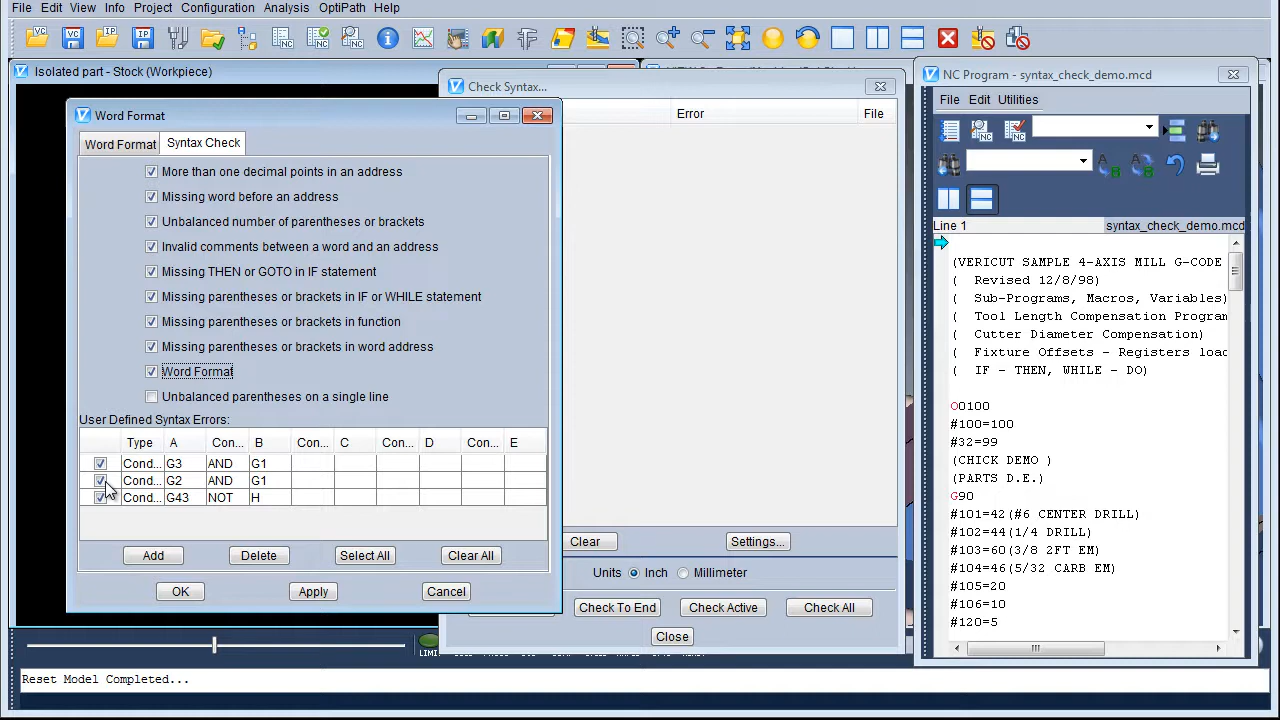 File Edit View Info Project Configuration Analysis OptiPath Help
Isolated part - Stock (Workpiece)
Check Syntax...
Error File
Word Format
Word Format Syntax Check
More than one decimal points in an address
Missing word before an address
Unbalanced number of parentheses or brackets
Invalid comments between a word and an address
Missing THEN or GOTO in IF statement
Missing parentheses or brackets in IF or WHILE statement
Missing parentheses or brackets in function
Missing parentheses or brackets in word address
Word Format
Unbalanced parentheses on a single line
User Defined Syntax Errors:
Type A Con... B Con... C Con... D Con... E
Cond... G3 AND G1
Cond... G2 AND G1
Cond... G43 NOT H
Add Delete Select All Clear All
OK Apply Cancel
Clear Settings...
Units Inch Millimeter
Check To End Check Active Check All
Close
NC Program - syntax_check_demo.mcd
File Edit Utilities
Line 1 syntax_check_demo.mcd
(VERICUT SAMPLE 4-AXIS MILL G-CODE
( Revised 12/8/98)
( Sub-Programs, Macros, Variables)
( Tool Length Compensation Program
( Cutter Diameter Compensation)
( Fixture Offsets - Registers load
( IF - THEN, WHILE - DO)
O0100
#100=100
#32=99
(CHICK DEMO )
(PARTS D.E.)
G90
#101=42(#6 CENTER DRILL)
#102=44(1/4 DRILL)
#103=60(3/8 2FT EM)
#104=46(5/32 CARB EM)
#105=20
#106=10
#120=5
LIMI
Reset Model Completed...